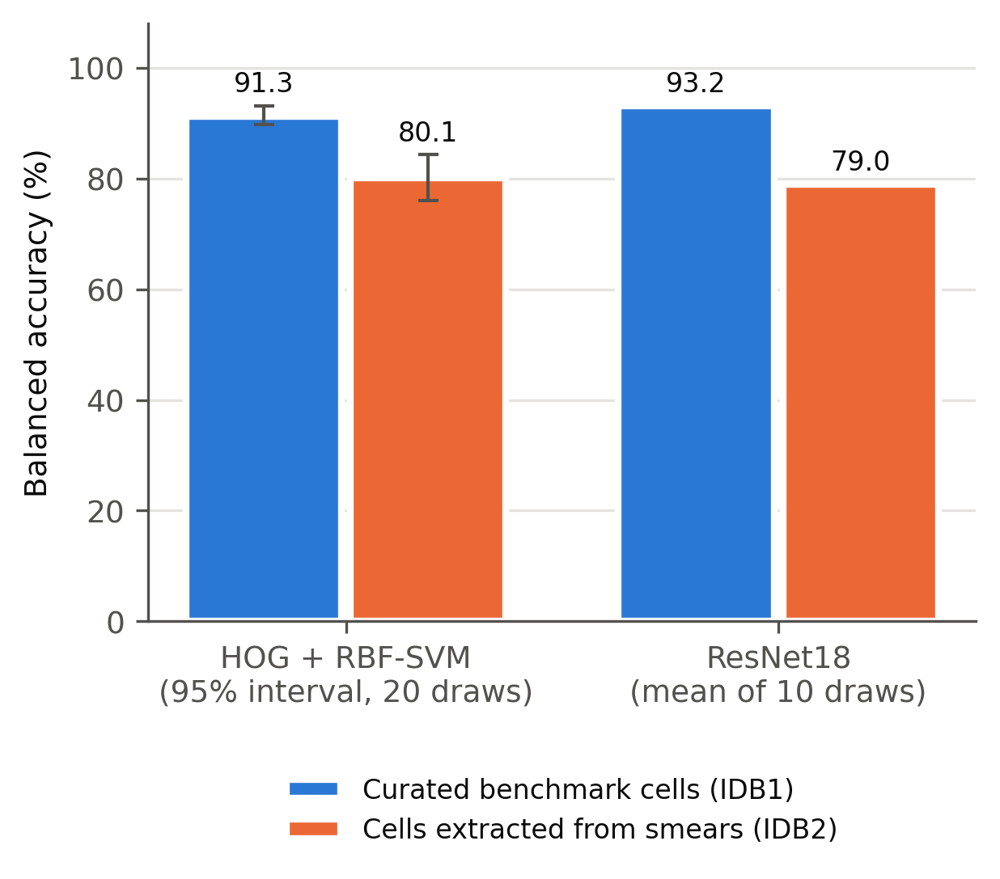 Balanced accuracy (%)
100
80
60
40
20
0
91.3
80.1
93.2
79.0
HOG + RBF-SVM
(95% interval, 20 draws)
ResNet18
(mean of 10 draws)
Curated benchmark cells (IDB1)
Cells extracted from smears (IDB2)